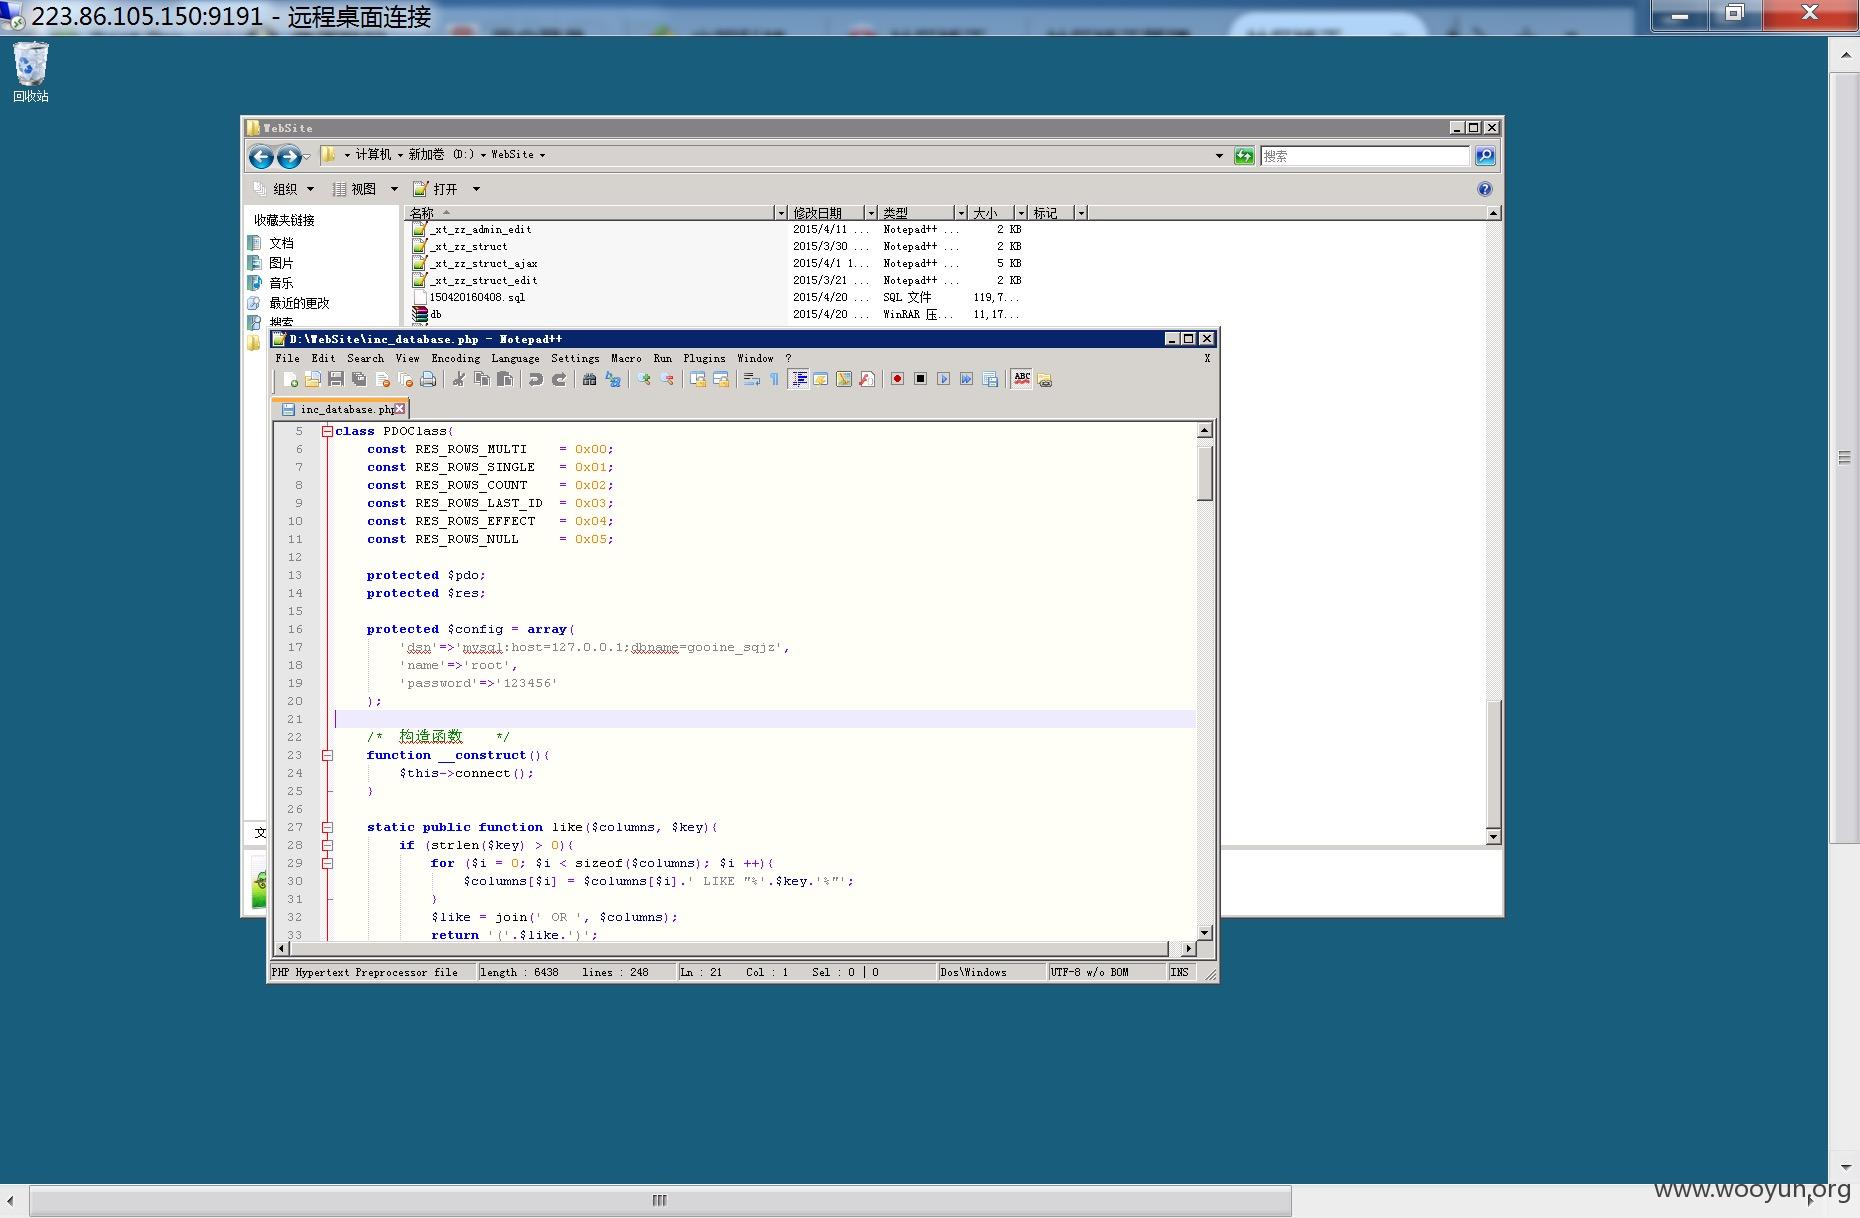 223.86.105.150:9191 - 远程桌面连接
回收站
WebSite
计算机 新加卷 (D:) WebSite
搜索
组织 视图 打开
收藏夹链接
文档
图片
音乐
最近的更改
搜索
名称 修改日期 类型 大小 标记
_xt_zz_admin_edit 2015/4/11 ... Notepad++ ... 2 KB
_xt_zz_struct 2015/3/30 ... Notepad++ ... 2 KB
_xt_zz_struct_ajax 2015/4/1 1... Notepad++ ... 5 KB
_xt_zz_struct_edit 2015/3/21 ... Notepad++ ... 2 KB
150420160408.sql 2015/4/20 ... SQL 文件 119,7...
db 2015/4/20 ... WinRAR 压... 11,17...
文
D:\WebSite\inc_database.php - Notepad++
File Edit Search View Encoding Language Settings Macro Run Plugins Window ? X
ABC
inc_database.php
5 class PDOClass{
6 const RES_ROWS_MULTI = 0x00;
7 const RES_ROWS_SINGLE = 0x01;
8 const RES_ROWS_COUNT = 0x02;
9 const RES_ROWS_LAST_ID = 0x03;
10 const RES_ROWS_EFFECT = 0x04;
11 const RES_ROWS_NULL = 0x05;
12
13 protected $pdo;
14 protected $res;
15
16 protected $config = array(
17 'dsn'=>'mysql:host=127.0.0.1;dbname=gooine_sqjz',
18 'name'=>'root',
19 'password'=>'123456'
20 );
21
22 /* 构造函数 */
23 function __construct(){
24 $this->connect();
25 }
26
27 static public function like($columns, $key){
28 if (strlen($key) > 0){
29 for ($i = 0; $i < sizeof($columns); $i ++){
30 $columns[$i] = $columns[$i].' LIKE "%'.$key.'%"';
31 }
32 $like = join(' OR ', $columns);
33 return '('.$like.')';
PHP Hypertext Preprocessor file length : 6438 lines : 248 Ln : 21 Col : 1 Sel : 0 | 0 Dos\Windows UTF-8 w/o BOM INS
www.wooyun.org